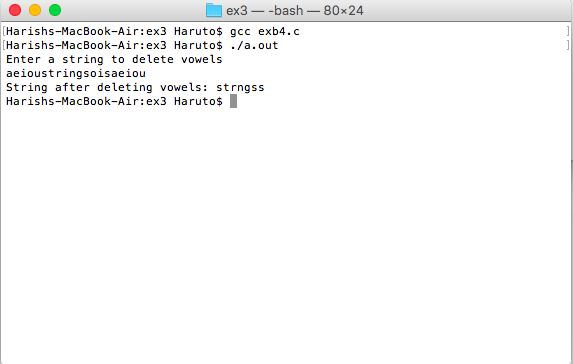 ex3 — -bash — 80×24
[Harishs-MacBook-Air:ex3 Haruto$ gcc exb4.c ]
[Harishs-MacBook-Air:ex3 Haruto$ ./a.out ]
Enter a string to delete vowels
aeioustringsoisaeiou
String after deleting vowels: strngss
Harishs-MacBook-Air:ex3 Haruto$